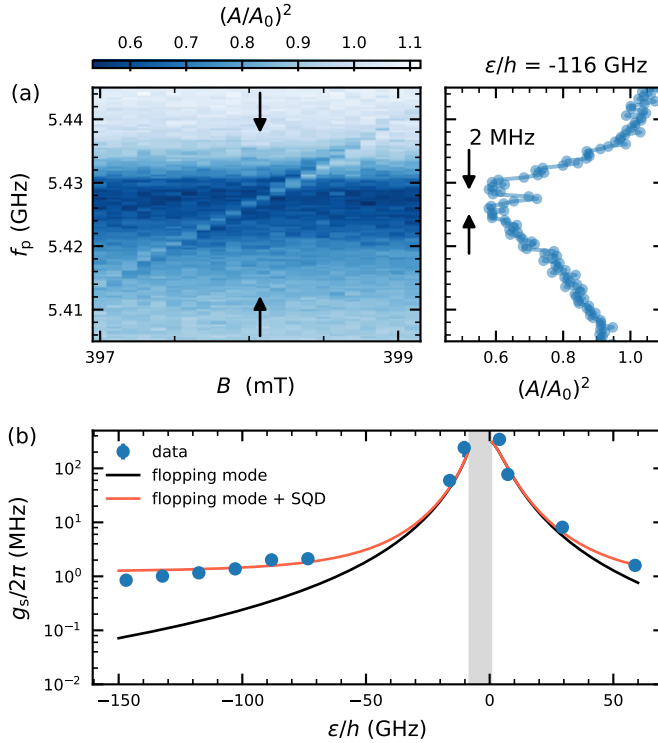 (A/A₀)²
0.6 0.7 0.8 0.9 1.0 1.1
ε/h = -116 GHz
(a)
5.44
5.43
5.42
5.41
fₚ (GHz)
397 399
B (mT)
2 MHz
0.6 0.8 1.0
(A/A₀)²
(b)
data
flopping mode
flopping mode + SQD
10²
10¹
10⁰
10⁻¹
10⁻²
gₛ/2π (MHz)
−150 −100 −50 0 50
ε/h (GHz)